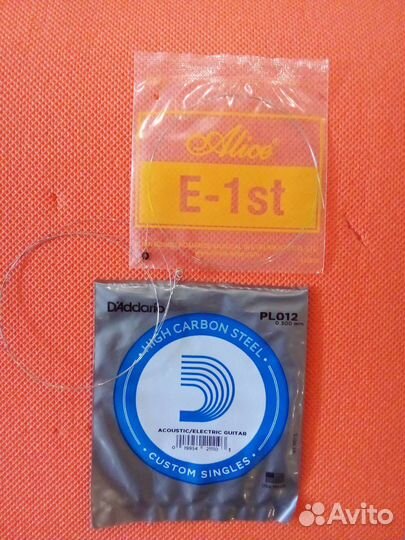 Alice®
E-1st
D'Addario
PL012
0.300 mm
HIGH CARBON STEEL
ACOUSTIC/ELECTRIC GUITAR
CUSTOM SINGLES
Avito